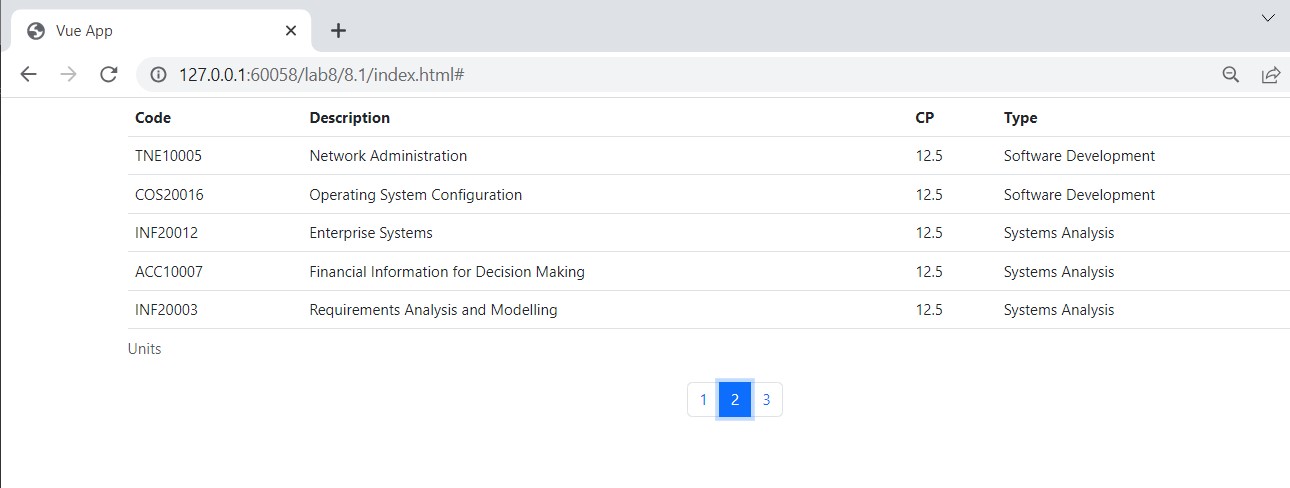 Vue App
127.0.0.1:60058/lab8/8.1/index.html#
Code Description CP Type
TNE10005 Network Administration 12.5 Software Development
COS20016 Operating System Configuration 12.5 Software Development
INF20012 Enterprise Systems 12.5 Systems Analysis
ACC10007 Financial Information for Decision Making 12.5 Systems Analysis
INF20003 Requirements Analysis and Modelling 12.5 Systems Analysis
Units
1 2 3